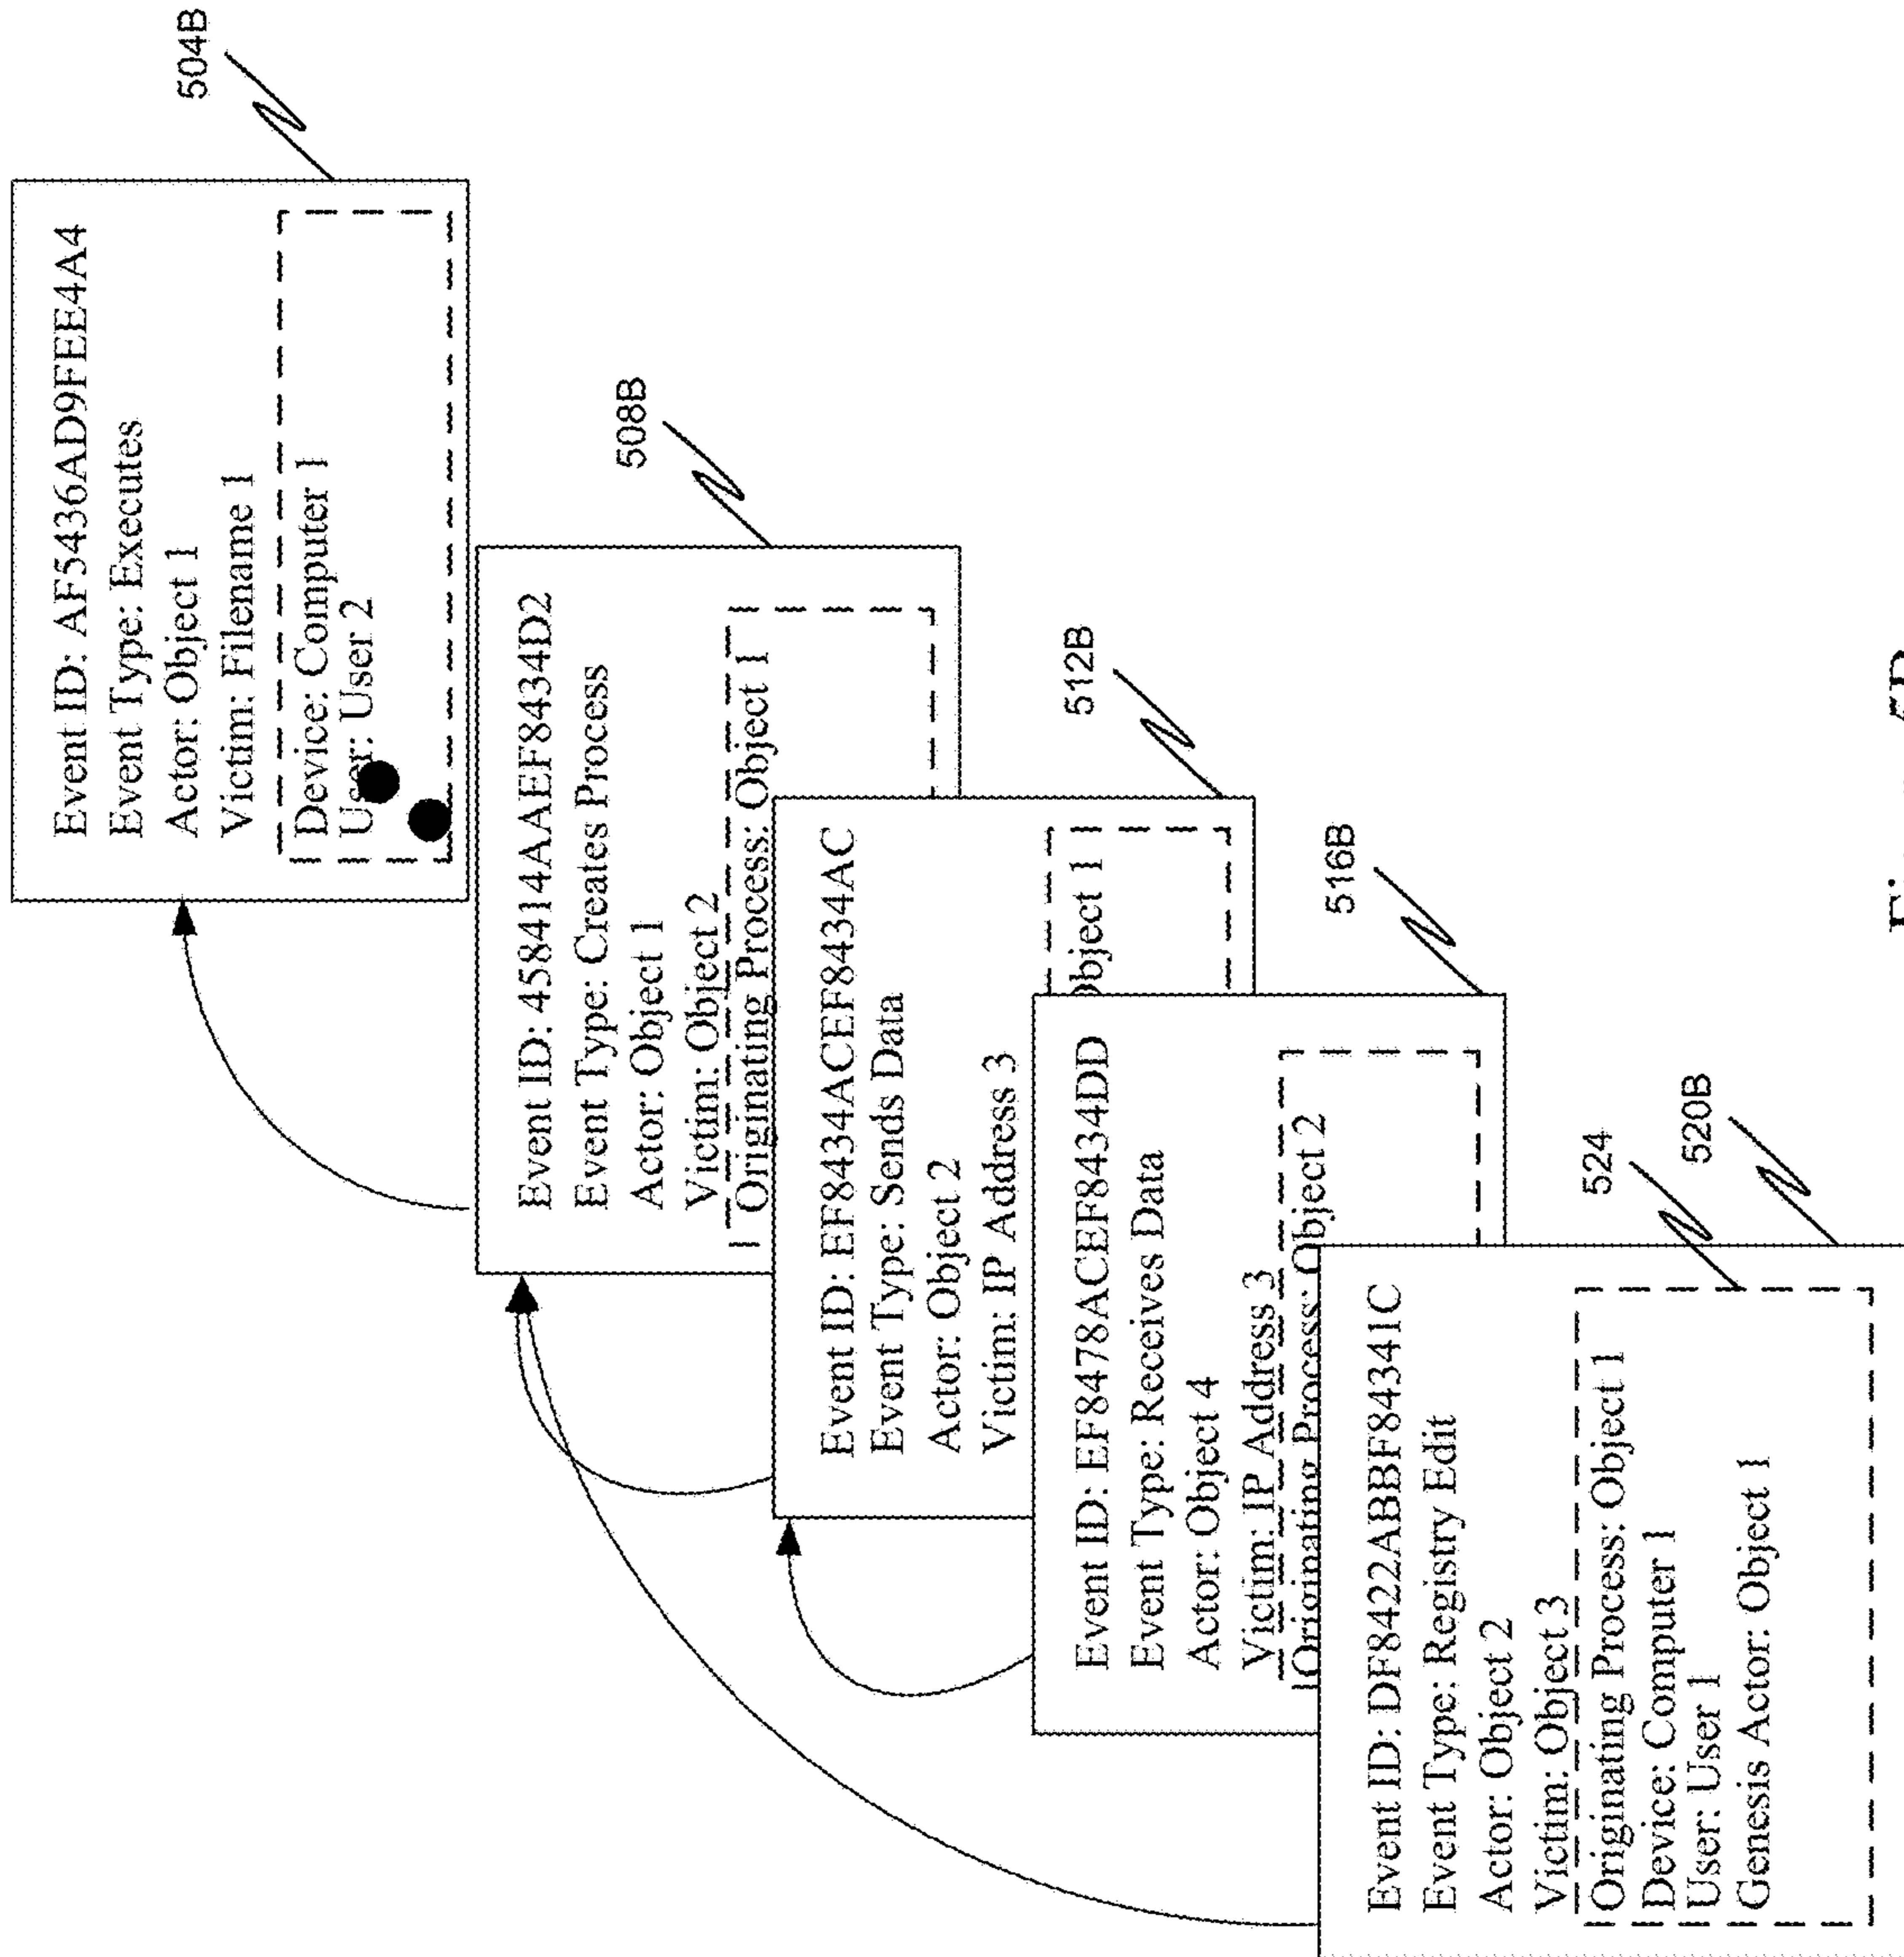 Event ID: AF5436AD9FEE4A4
Event Type: Executes
Actor: Object 1
Victim: Filename 1
Device: Computer 1
User: User 2
504B
Event ID: 458414AAEF8434D2
Event Type: Creates Process
Actor: Object 1
Victim: Object 2
Originating Process: Object 1
508B
Event ID: EF8434ACEF8434AC
Event Type: Sends Data
Actor: Object 2
Victim: IP Address 3
Object 1
512B
Event ID: EF8478ACEF8434DD
Event Type: Receives Data
Actor: Object 4
Victim: IP Address 3
Originating Process: Object 2
516B
Event ID: DF8422ABBF84341C
Event Type: Registry Edit
Actor: Object 2
Victim: Object 3
Originating Process: Object 1
Device: Computer 1
User: User 1
Genesis Actor: Object 1
524
520B